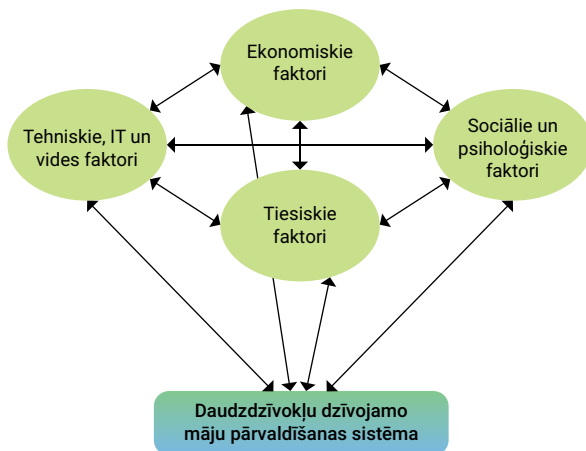 Ekonomiskie
faktori
Tehniskie, IT un
vides faktori
Sociālie un
psiholoģiskie
faktori
Tiesiskie
faktori
Daudzdzīvokļu dzīvojamo
māju pārvaldīšanas sistēma